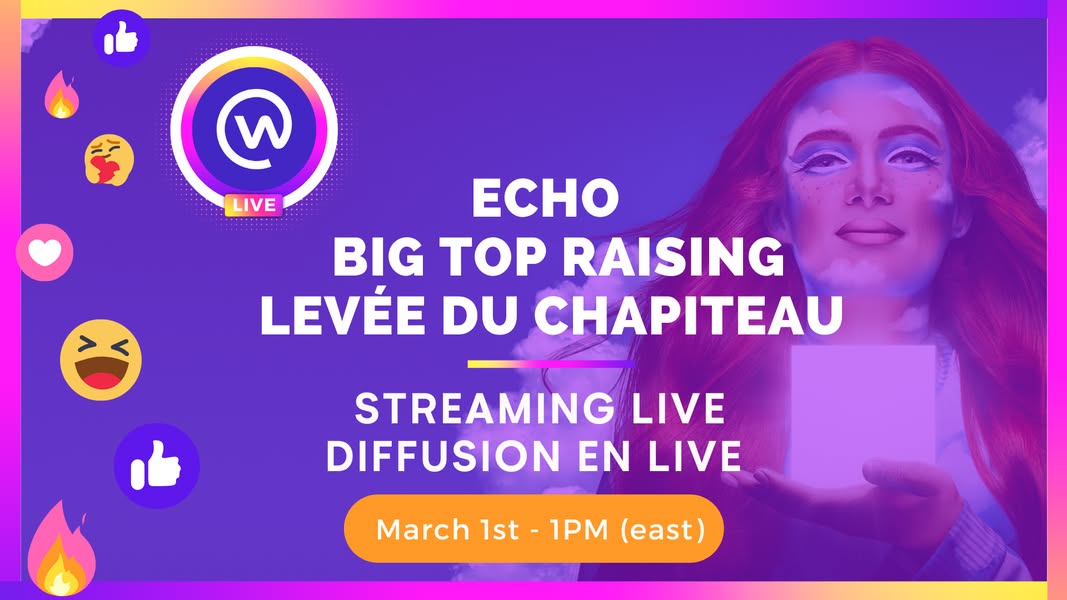 W
LIVE
ECHO
BIG TOP RAISING
LEVÉE DU CHAPITEAU
STREAMING LIVE
DIFFUSION EN LIVE
March 1st - 1PM (east)